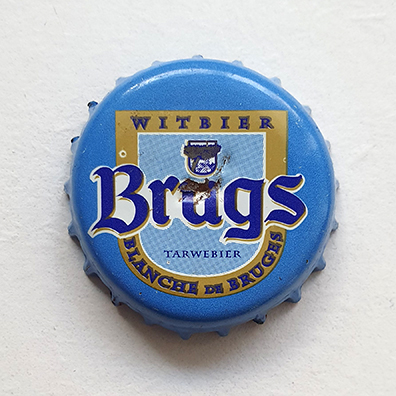 WITBIER
Brugs
TARWEBIER
BLANCHE DE BRUGES